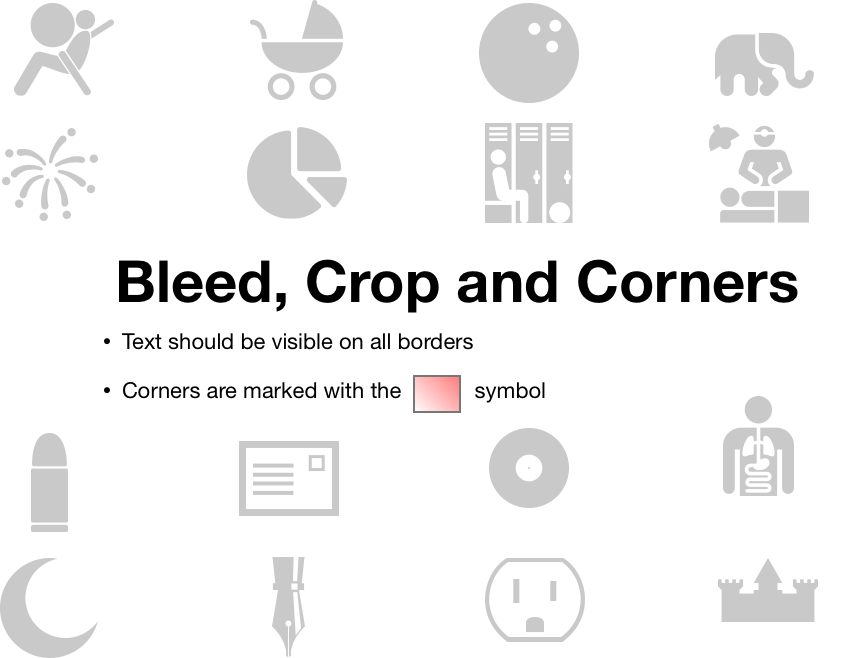 Bleed, Crop and Corners
• Text should be visible on all borders
• Corners are marked with the symbol